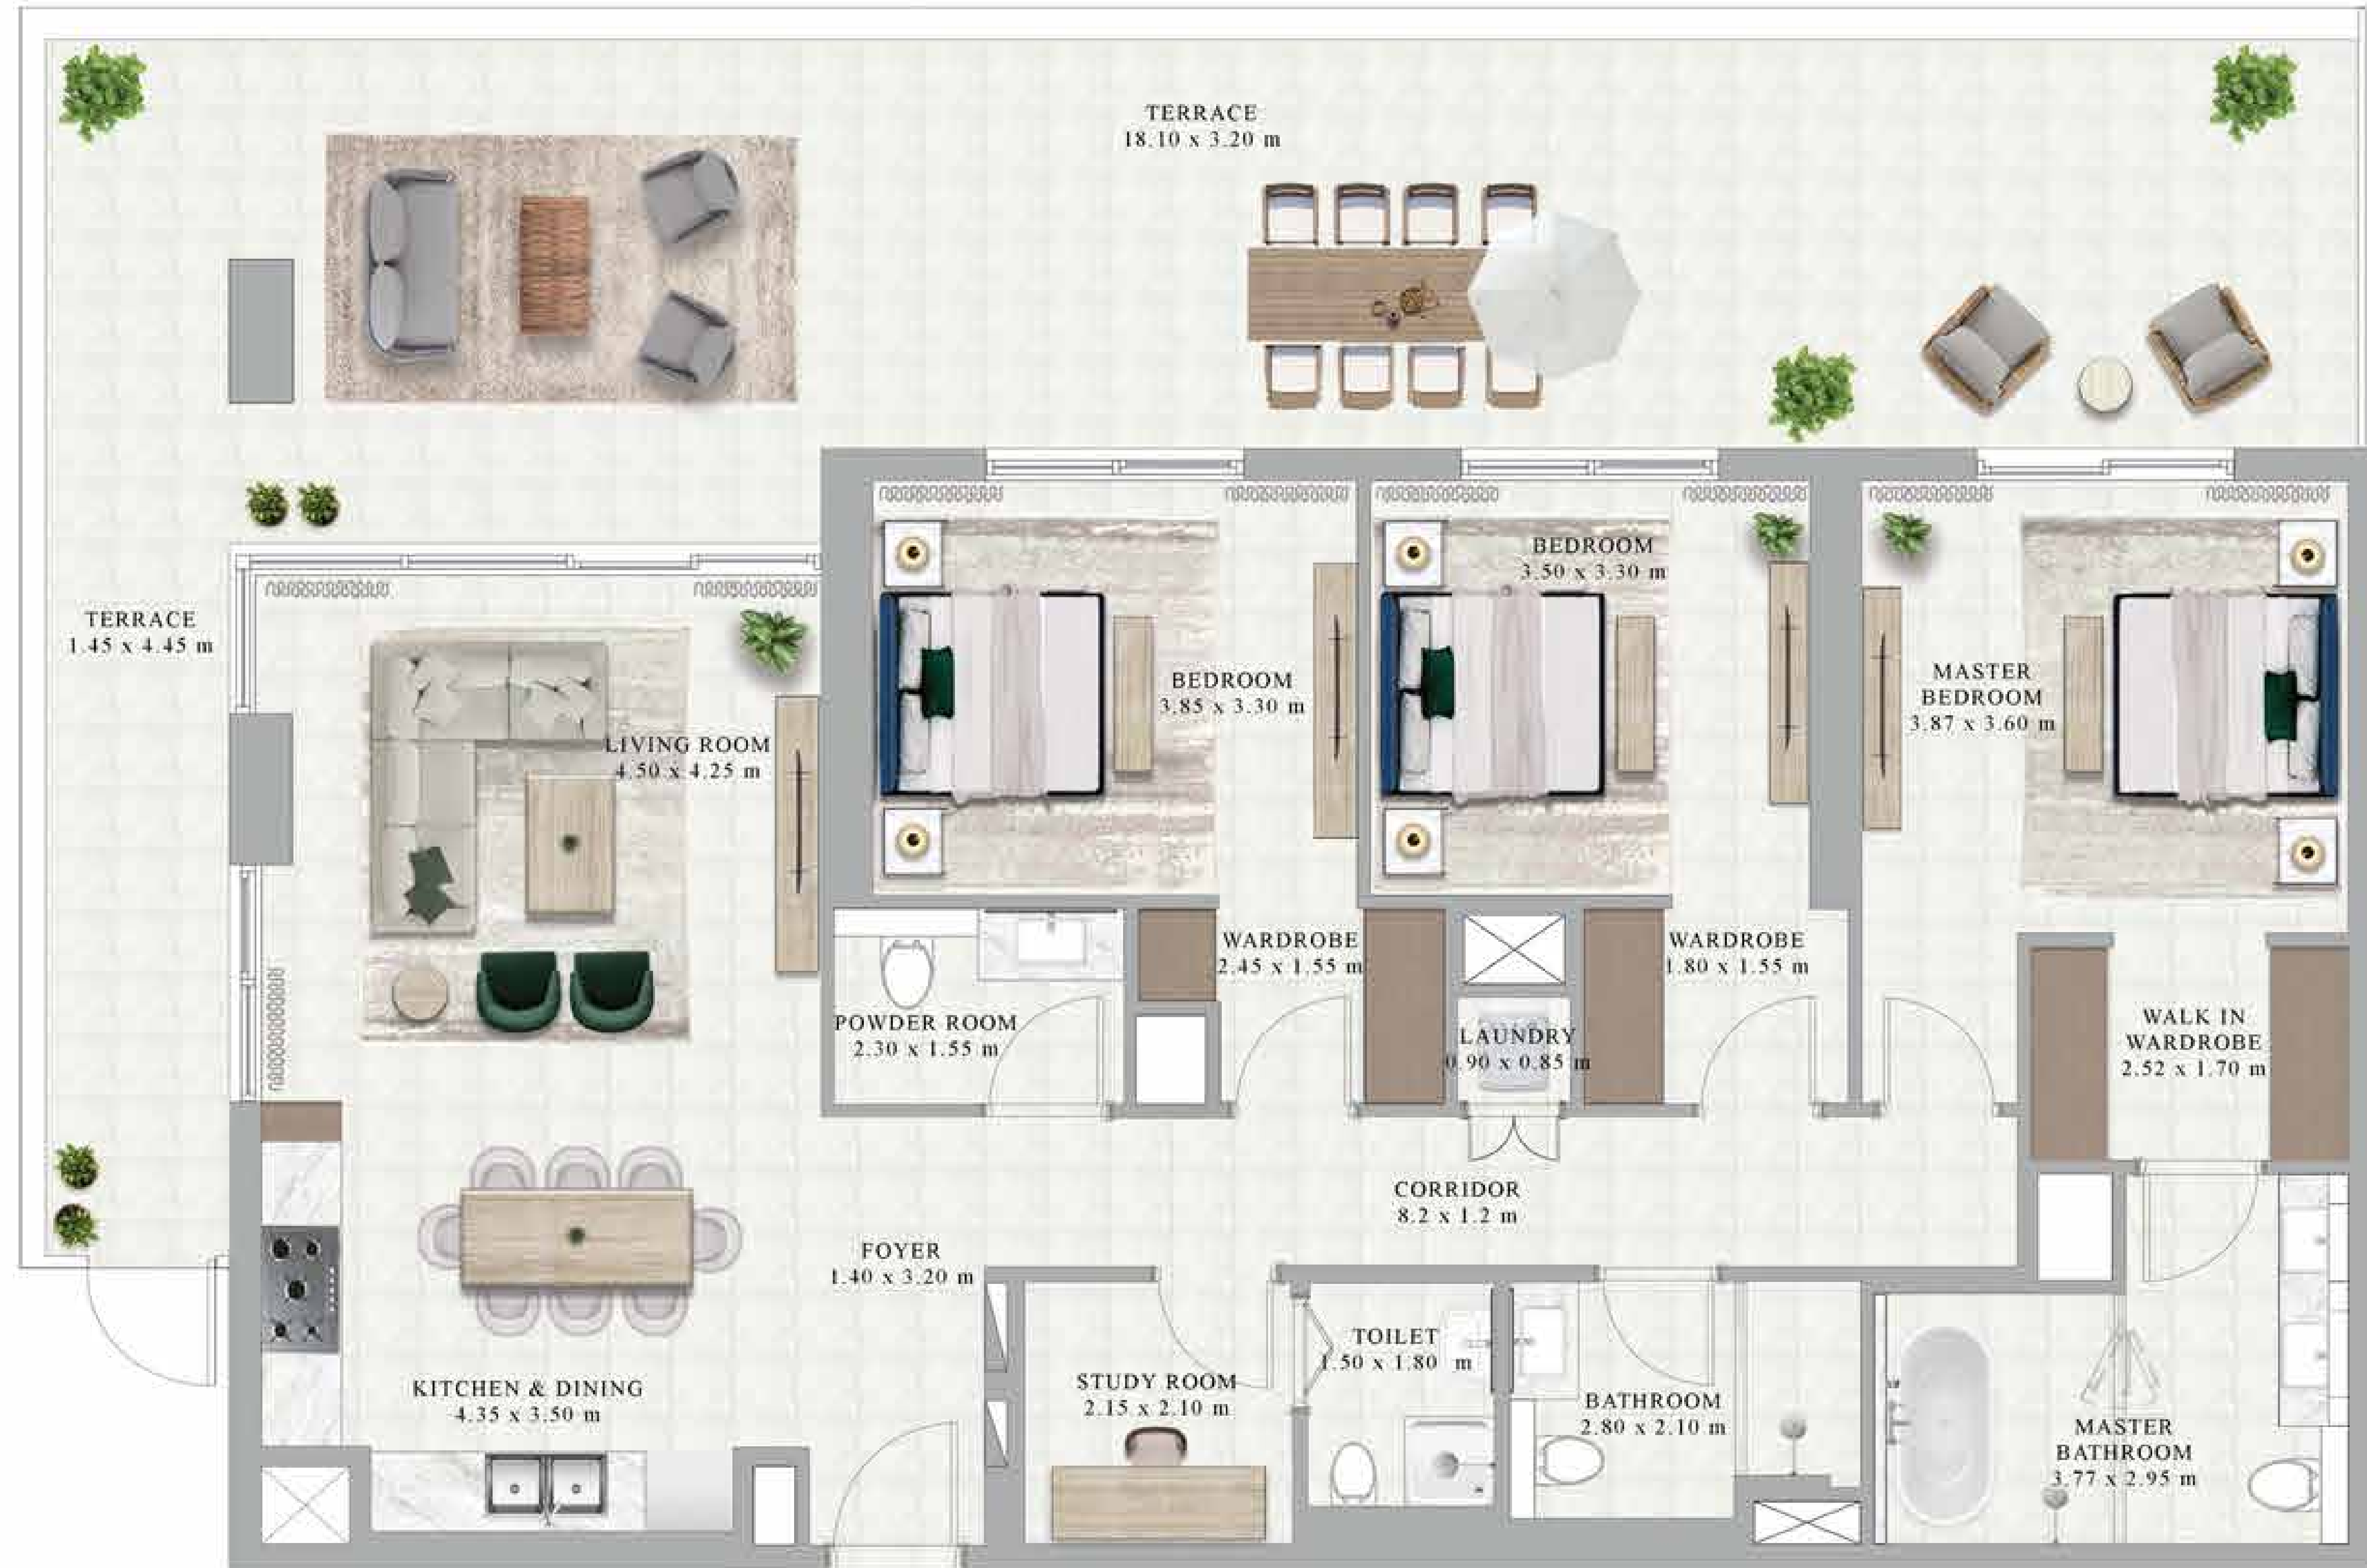 TERRACE
18.10 x 3.20 m
TERRACE
1.45 x 4.45 m
LIVING ROOM
4.50 x 4.25 m
BEDROOM
3.85 x 3.30 m
BEDROOM
3.50 x 3.30 m
MASTER
BEDROOM
3.87 x 3.60 m
POWDER ROOM
2.30 x 1.55 m
WARDROBE
2.45 x 1.55 m
LAUNDRY
0.90 x 0.85 m
WARDROBE
1.80 x 1.55 m
WALK IN
WARDROBE
2.52 x 1.70 m
CORRIDOR
8.2 x 1.2 m
FOYER
1.40 x 3.20 m
KITCHEN & DINING
4.35 x 3.50 m
STUDY ROOM
2.15 x 2.10 m
TOILET
1.50 x 1.80 m
BATHROOM
2.80 x 2.10 m
MASTER
BATHROOM
3.77 x 2.95 m